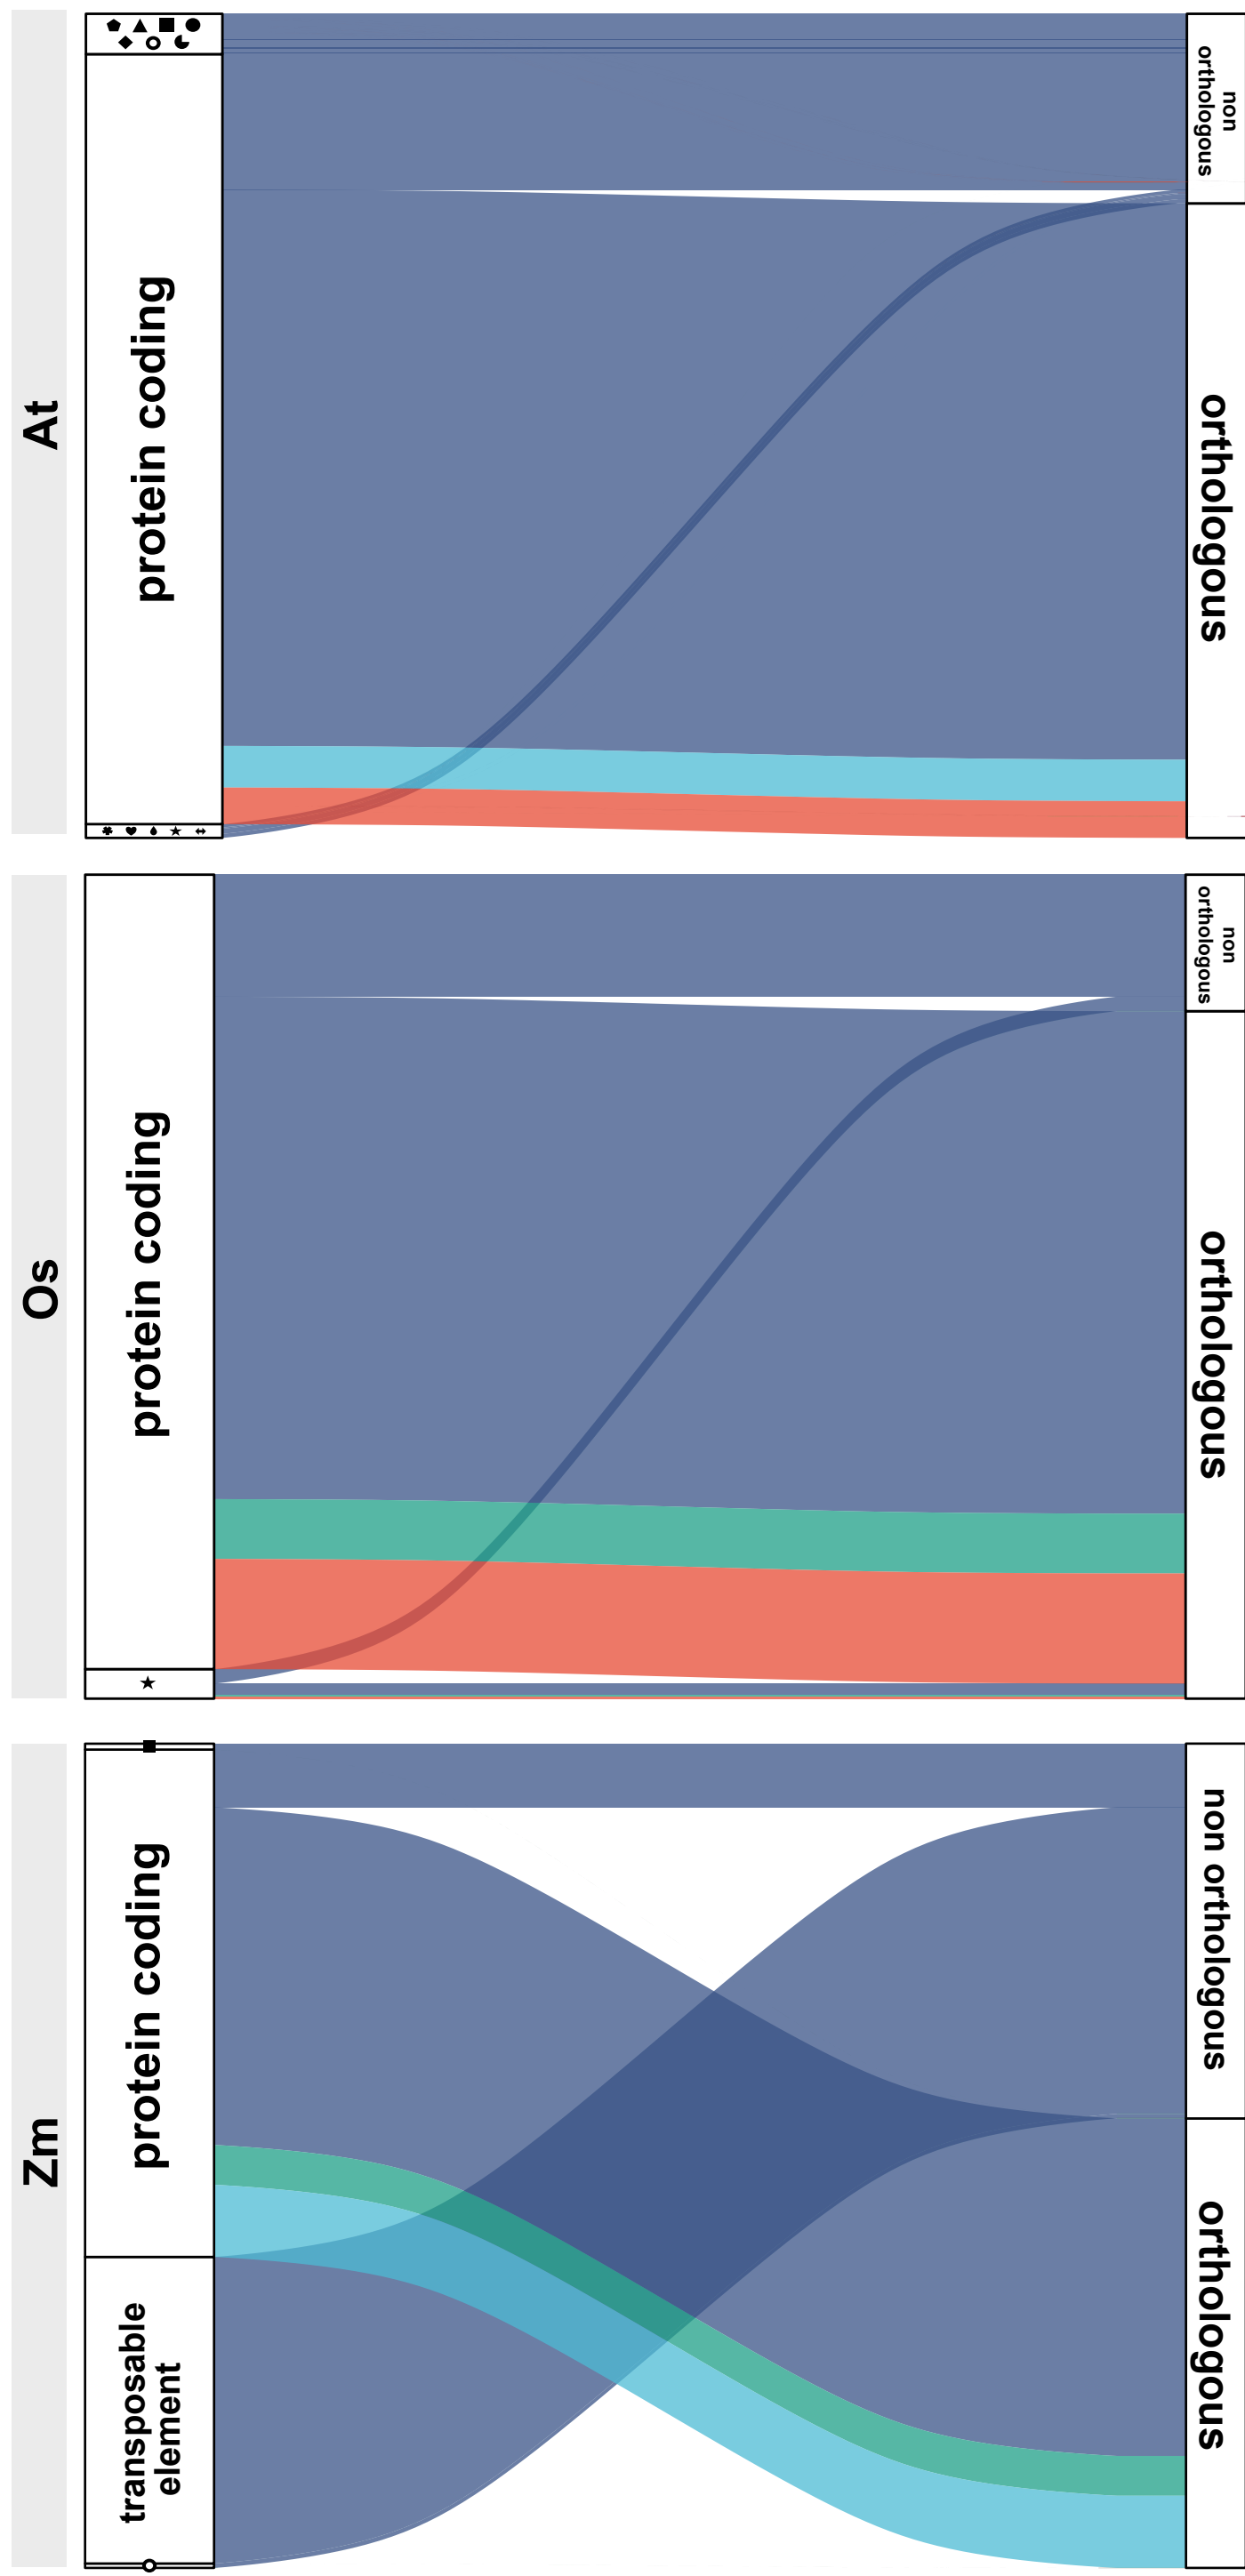 At
protein coding
non
orthologous
orthologous
Os
protein coding
non
orthologous
orthologous
Zm
protein coding
transposable
element
non orthologous
orthologous